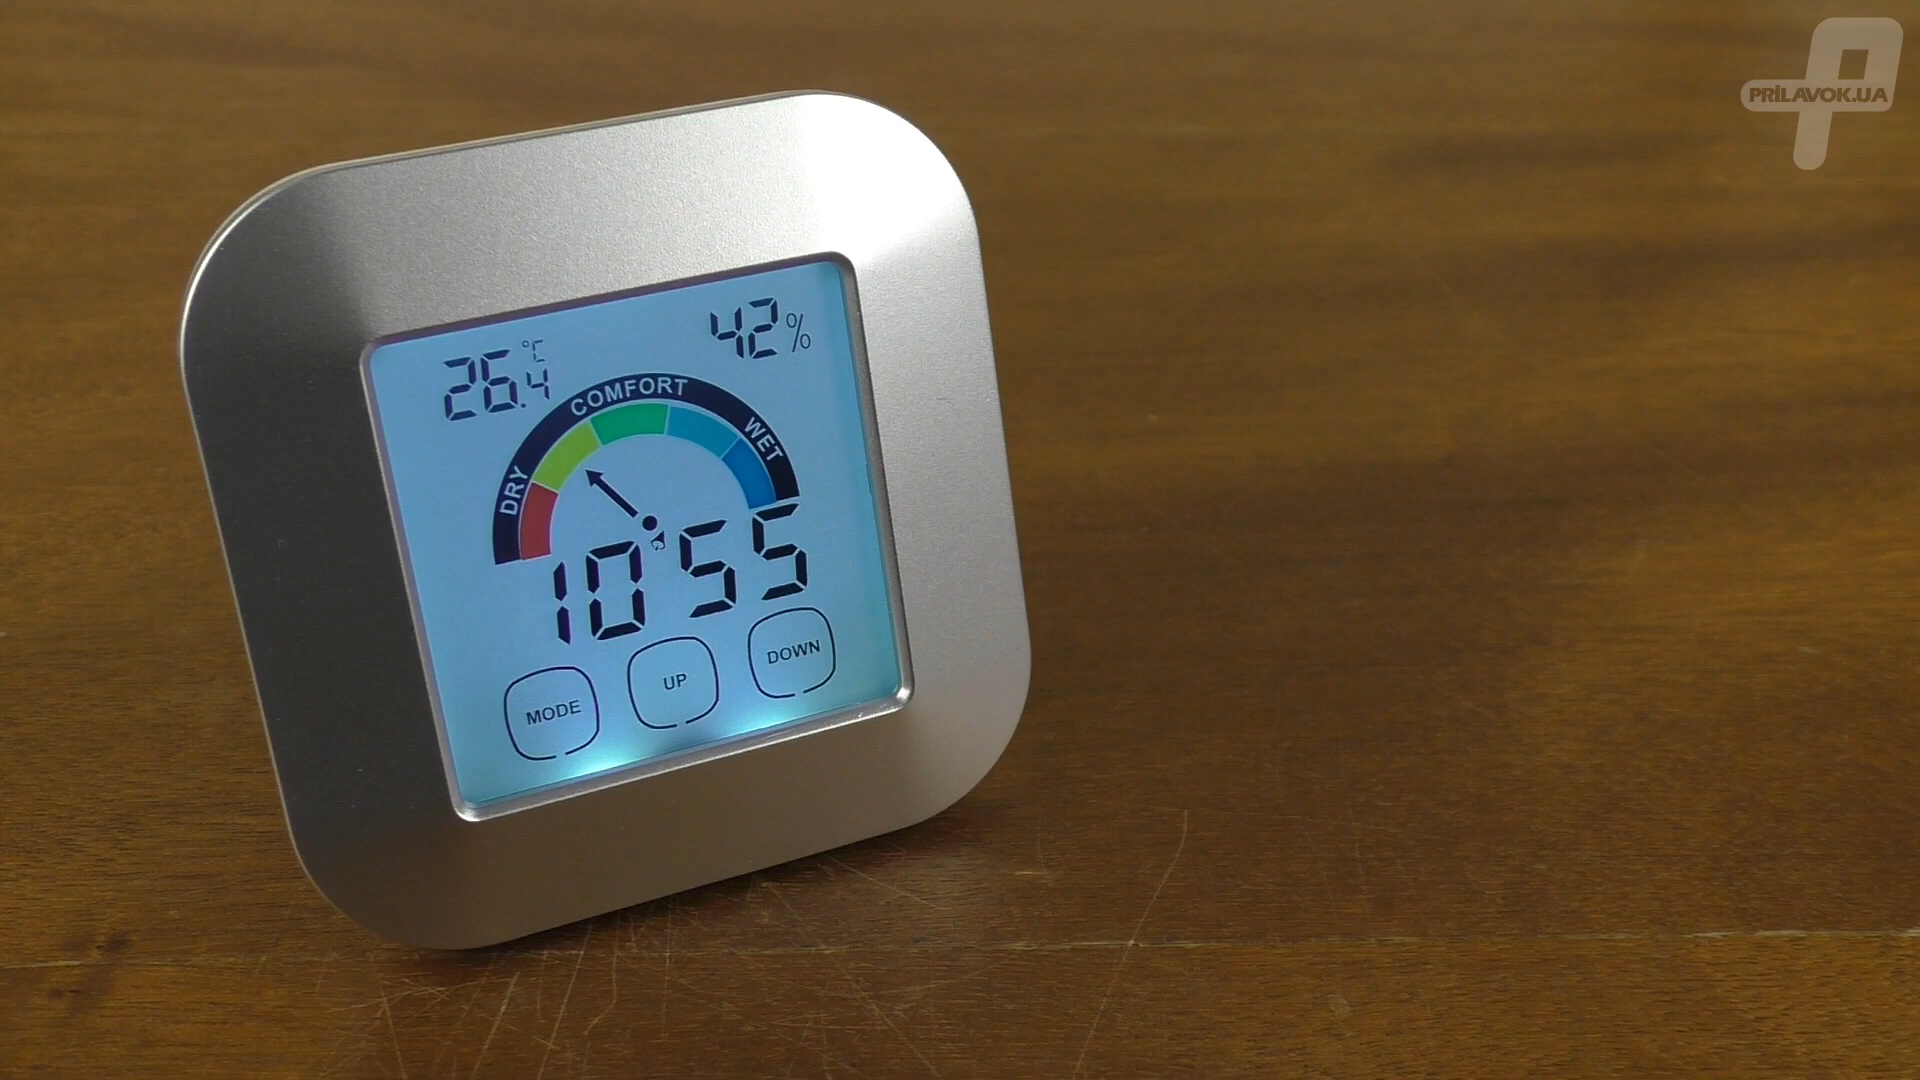 PRILAVOK.UA
42%
26.4°C
COMFORT
DRY
WET
10:55
MODE
UP
DOWN